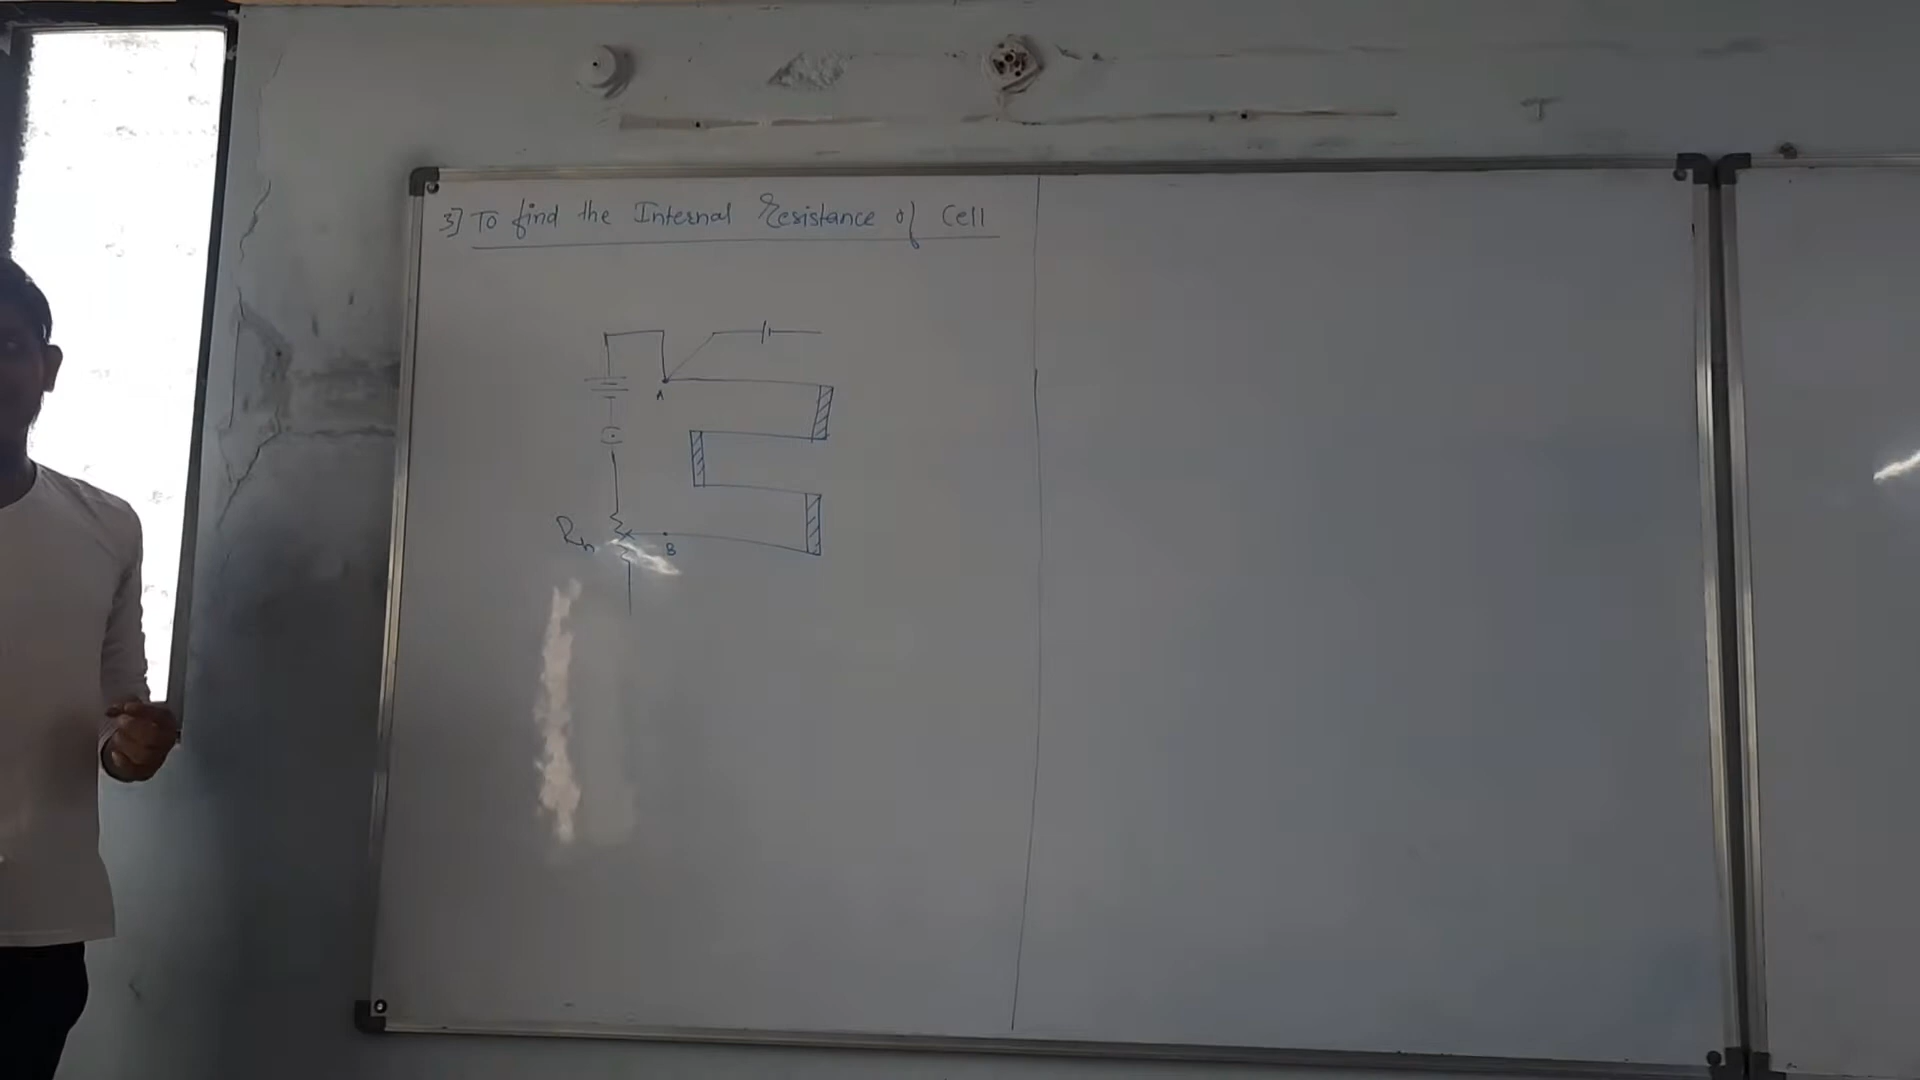 3] To find the Internal Resistance of Cell
A
Rh
B